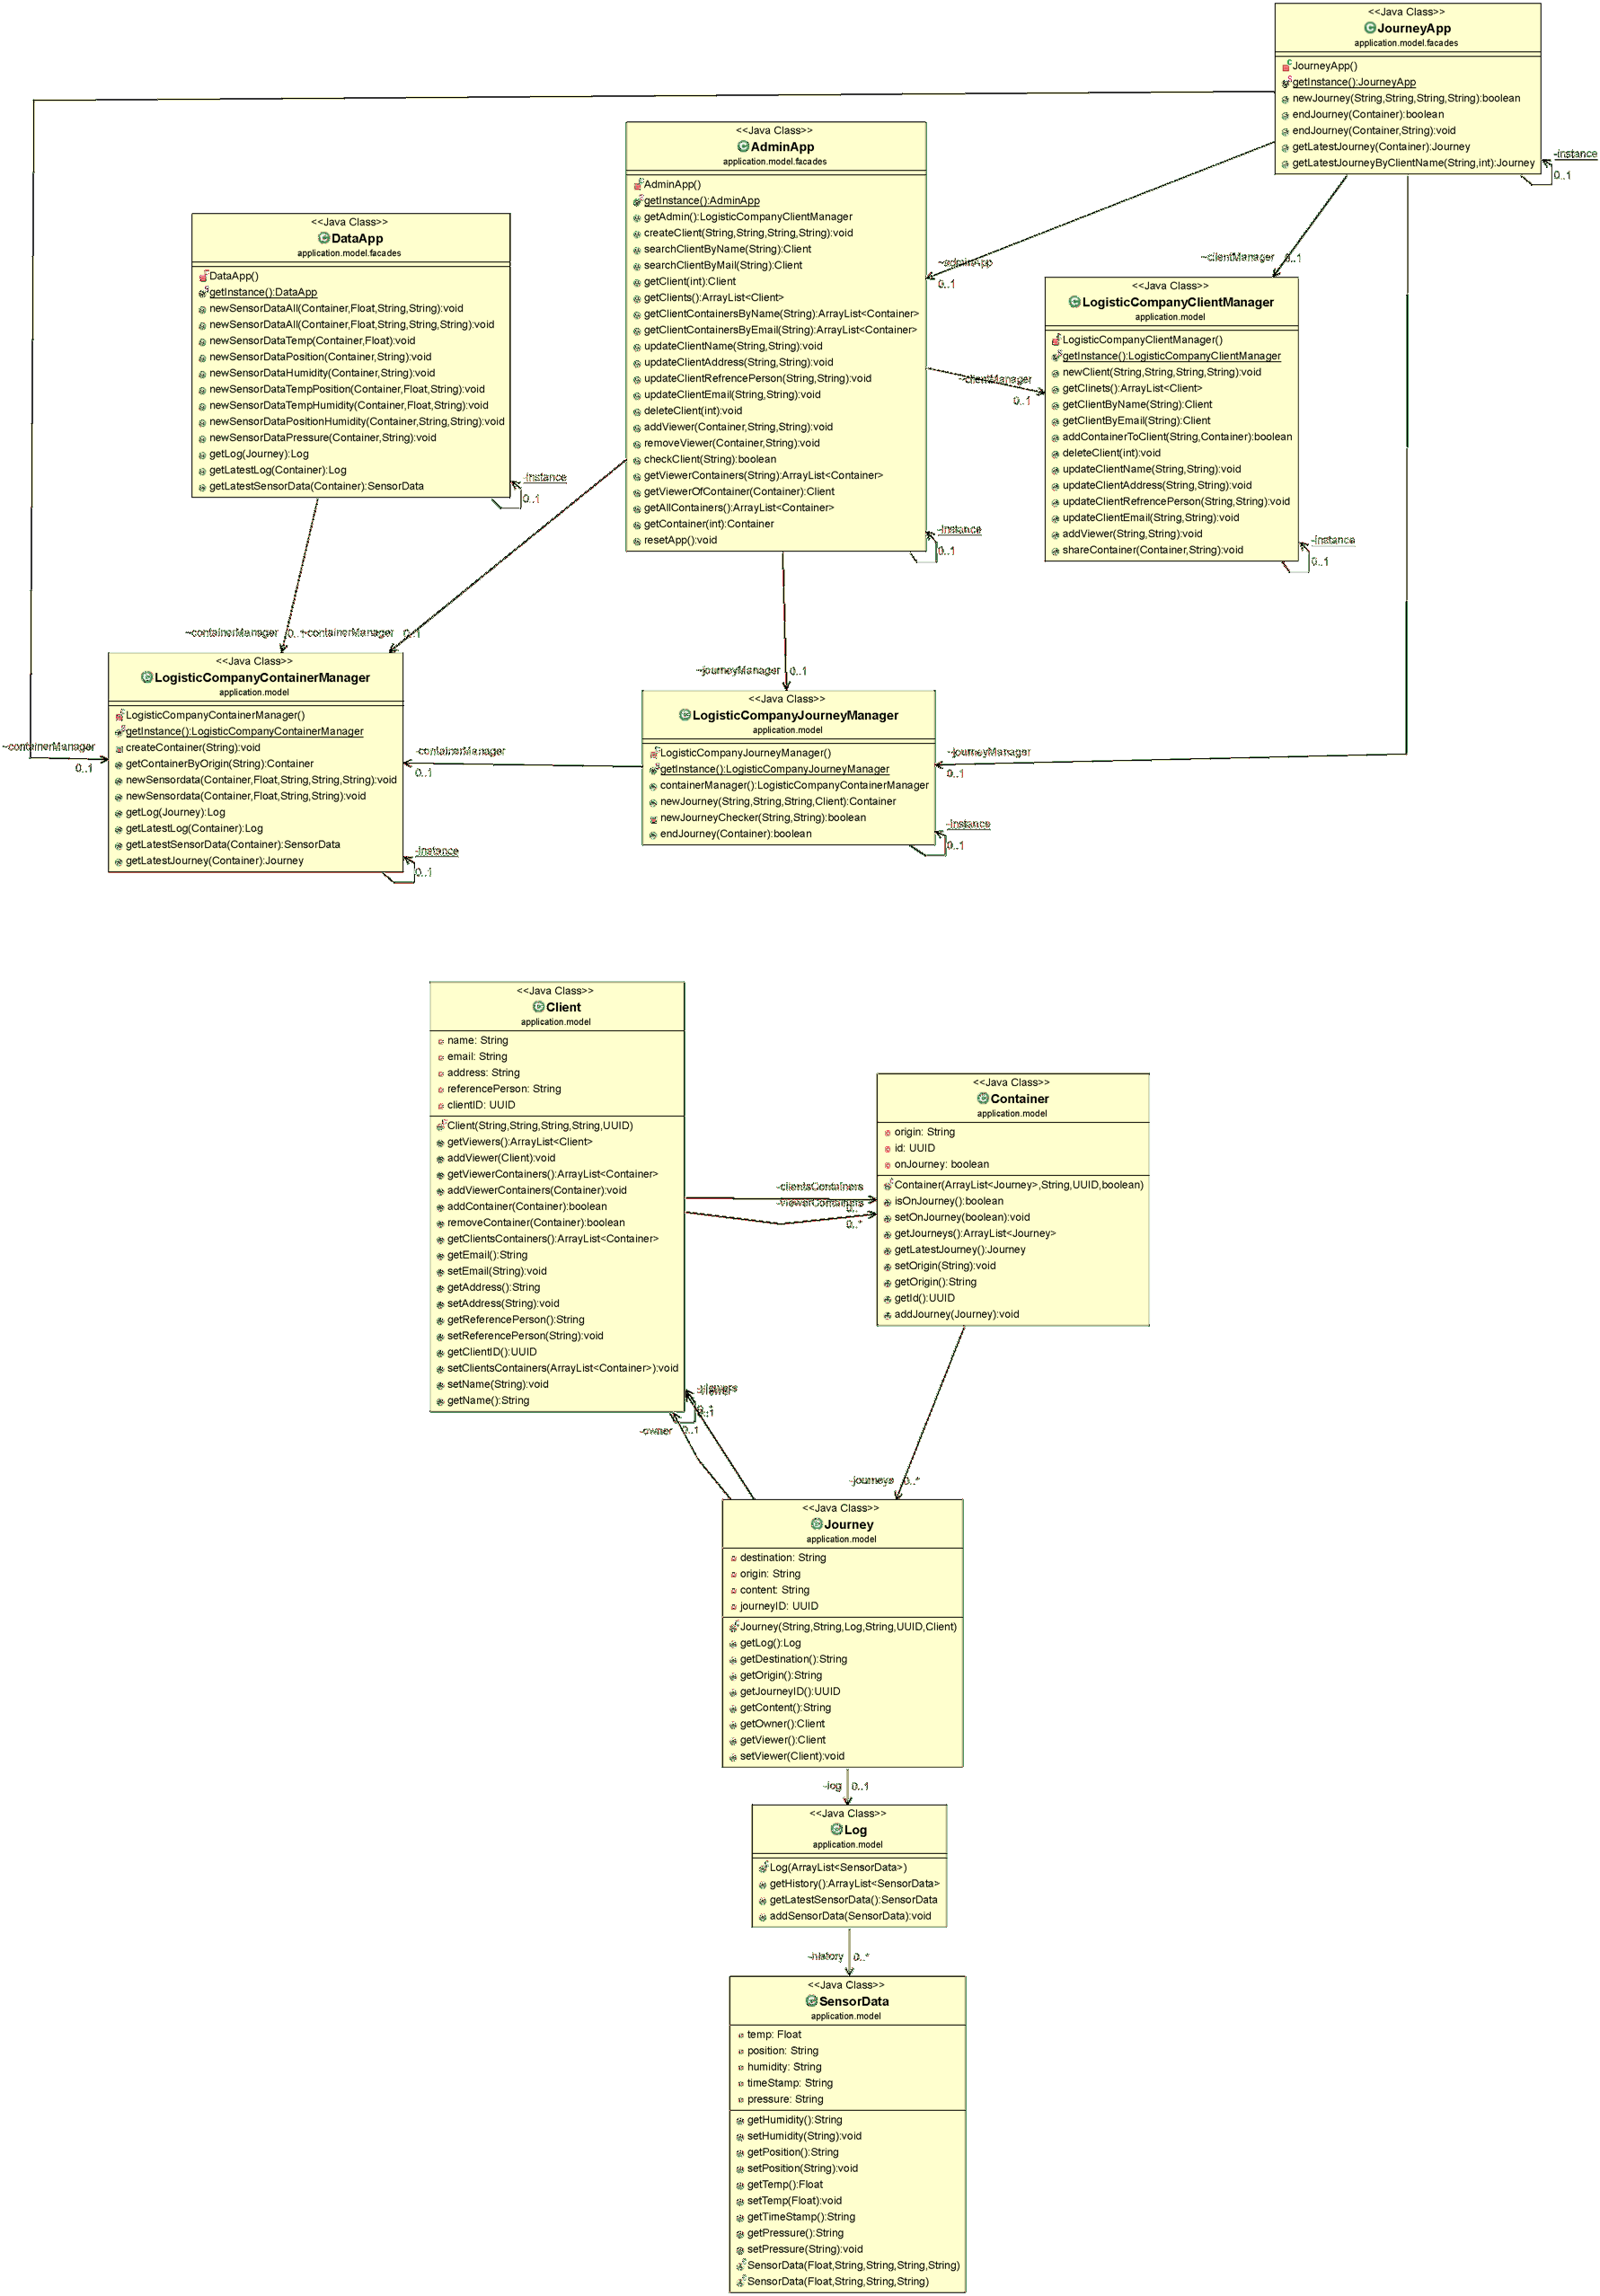 <<Java Class>>
JourneyApp
application.model.facades
JourneyApp()
getInstance():JourneyApp
newJourney(String,String,String,String):boolean
endJourney(Container):boolean
endJourney(Container,String):void
getLatestJourney(Container):Journey
getLatestJourneyByClientName(String,int):Journey
-instance
0..1
<<Java Class>>
AdminApp
application.model.facades
AdminApp()
getInstance():AdminApp
getAdmin():LogisticCompanyClientManager
createClient(String,String,String,String):void
searchClientByName(String):Client
searchClientByMail(String):Client
getClient(int):Client
getClients():ArrayList<Client>
getClientContainersByName(String):ArrayList<Container>
getClientContainersByEmail(String):ArrayList<Container>
updateClientName(String,String):void
updateClientAddress(String,String):void
updateClientRefrencePerson(String,String):void
updateClientEmail(String,String):void
deleteClient(int):void
addViewer(Container,String,String):void
removeViewer(Container,String):void
checkClient(String):boolean
getViewerContainers(String):ArrayList<Container>
getViewerOfContainer(Container):Client
getAllContainers():ArrayList<Container>
getContainer(int):Container
resetApp():void
-instance
0..1
~adminApp
0..1
~clientManager
0..1
~clientManager 0..1
<<Java Class>>
DataApp
application.model.facades
DataApp()
getInstance():DataApp
newSensorDataAll(Container,Float,String,String):void
newSensorDataAll(Container,Float,String,String,String):void
newSensorDataTemp(Container,Float):void
newSensorDataPosition(Container,String):void
newSensorDataHumidity(Container,String):void
newSensorDataTempPosition(Container,Float,String):void
newSensorDataTempHumidity(Container,Float,String):void
newSensorDataPositionHumidity(Container,String,String):void
newSensorDataPressure(Container,String):void
getLog(Journey):Log
getLatestLog(Container):Log
getLatestSensorData(Container):SensorData
-instance
0..1
<<Java Class>>
LogisticCompanyClientManager
application.model
LogisticCompanyClientManager()
getInstance():LogisticCompanyClientManager
newClient(String,String,String,String):void
getClinets():ArrayList<Client>
getClientByName(String):Client
getClientByEmail(String):Client
addContainerToClient(String,Container):boolean
deleteClient(int):void
updateClientName(String,String):void
updateClientAddress(String,String):void
updateClientRefrencePerson(String,String):void
updateClientEmail(String,String):void
addViewer(String,String):void
shareContainer(Container,String):void
-instance
0..1
~containerManager 0..1
~containerManager 0..1
<<Java Class>>
LogisticCompanyContainerManager
application.model
LogisticCompanyContainerManager()
getInstance():LogisticCompanyContainerManager
createContainer(String):void
getContainerByOrigin(String):Container
newSensordata(Container,Float,String,String,String):void
newSensordata(Container,Float,String,String):void
getLog(Journey):Log
getLatestLog(Container):Log
getLatestSensorData(Container):SensorData
getLatestJourney(Container):Journey
~containerManager
0..1
-instance
0..1
-containerManager
0..1
~journeyManager 0..1
<<Java Class>>
LogisticCompanyJourneyManager
application.model
LogisticCompanyJourneyManager()
getInstance():LogisticCompanyJourneyManager
containerManager():LogisticCompanyContainerManager
newJourney(String,String,String,Client):Container
newJourneyChecker(String,String):boolean
endJourney(Container):boolean
~journeyManager
0..1
-instance
0..1
<<Java Class>>
Client
application.model
name: String
email: String
address: String
referencePerson: String
clientID: UUID
Client(String,String,String,String,UUID)
getViewers():ArrayList<Client>
addViewer(Client):void
getViewerContainers():ArrayList<Container>
addViewerContainers(Container):void
addContainer(Container):boolean
removeContainer(Container):boolean
getClientsContainers():ArrayList<Container>
getEmail():String
setEmail(String):void
getAddress():String
setAddress(String):void
getReferencePerson():String
setReferencePerson(String):void
getClientID():UUID
setClientsContainers(ArrayList<Container>):void
setName(String):void
getName():String
-clientsContainers
-viewerContainers
0..*
<<Java Class>>
Container
application.model
origin: String
id: UUID
onJourney: boolean
Container(ArrayList<Journey>,String,UUID,boolean)
isOnJourney():boolean
setOnJourney(boolean):void
getJourneys():ArrayList<Journey>
getLatestJourney():Journey
setOrigin(String):void
getOrigin():String
getId():UUID
addJourney(Journey):void
-owner
0..1
-journeys 0..*
<<Java Class>>
Journey
application.model
destination: String
origin: String
content: String
journeyID: UUID
Journey(String,String,Log,String,UUID,Client)
getLog():Log
getDestination():String
getOrigin():String
getJourneyID():UUID
getContent():String
getOwner():Client
getViewer():Client
setViewer(Client):void
-log 0..1
<<Java Class>>
Log
application.model
Log(ArrayList<SensorData>)
getHistory():ArrayList<SensorData>
getLatestSensorData():SensorData
addSensorData(SensorData):void
-history 0..*
<<Java Class>>
SensorData
application.model
temp: Float
position: String
humidity: String
timeStamp: String
pressure: String
getHumidity():String
setHumidity(String):void
getPosition():String
setPosition(String):void
getTemp():Float
setTemp(Float):void
getTimeStamp():String
getPressure():String
setPressure(String):void
SensorData(Float,String,String,String,String)
SensorData(Float,String,String,String)